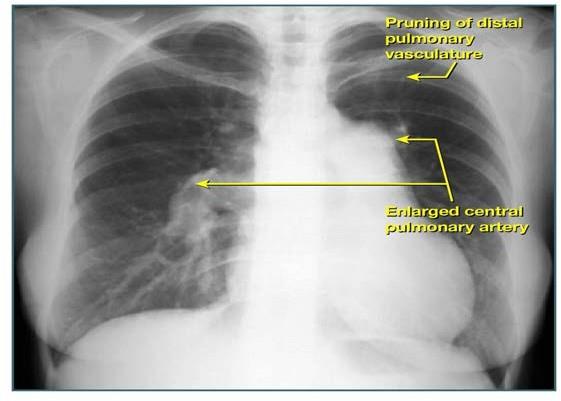 Pruning of distal
pulmonary
vasculature
Enlarged central
pulmonary artery